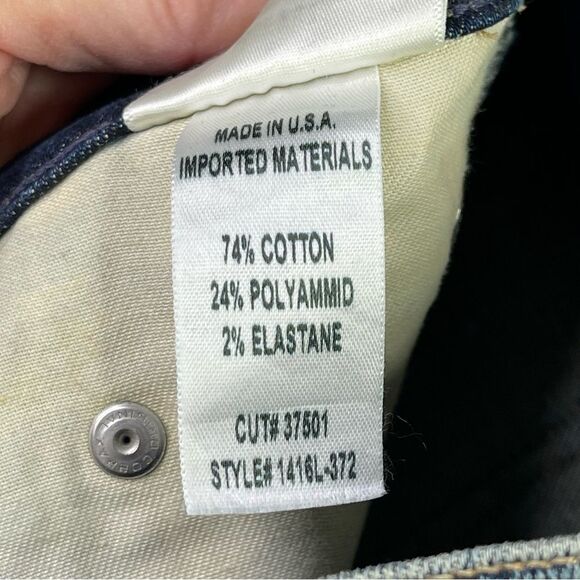 MADE IN U.S.A.
IMPORTED MATERIALS
74% COTTON
24% POLYAMMID
2% ELASTANE
CUT# 37501
STYLE# 1416L-372